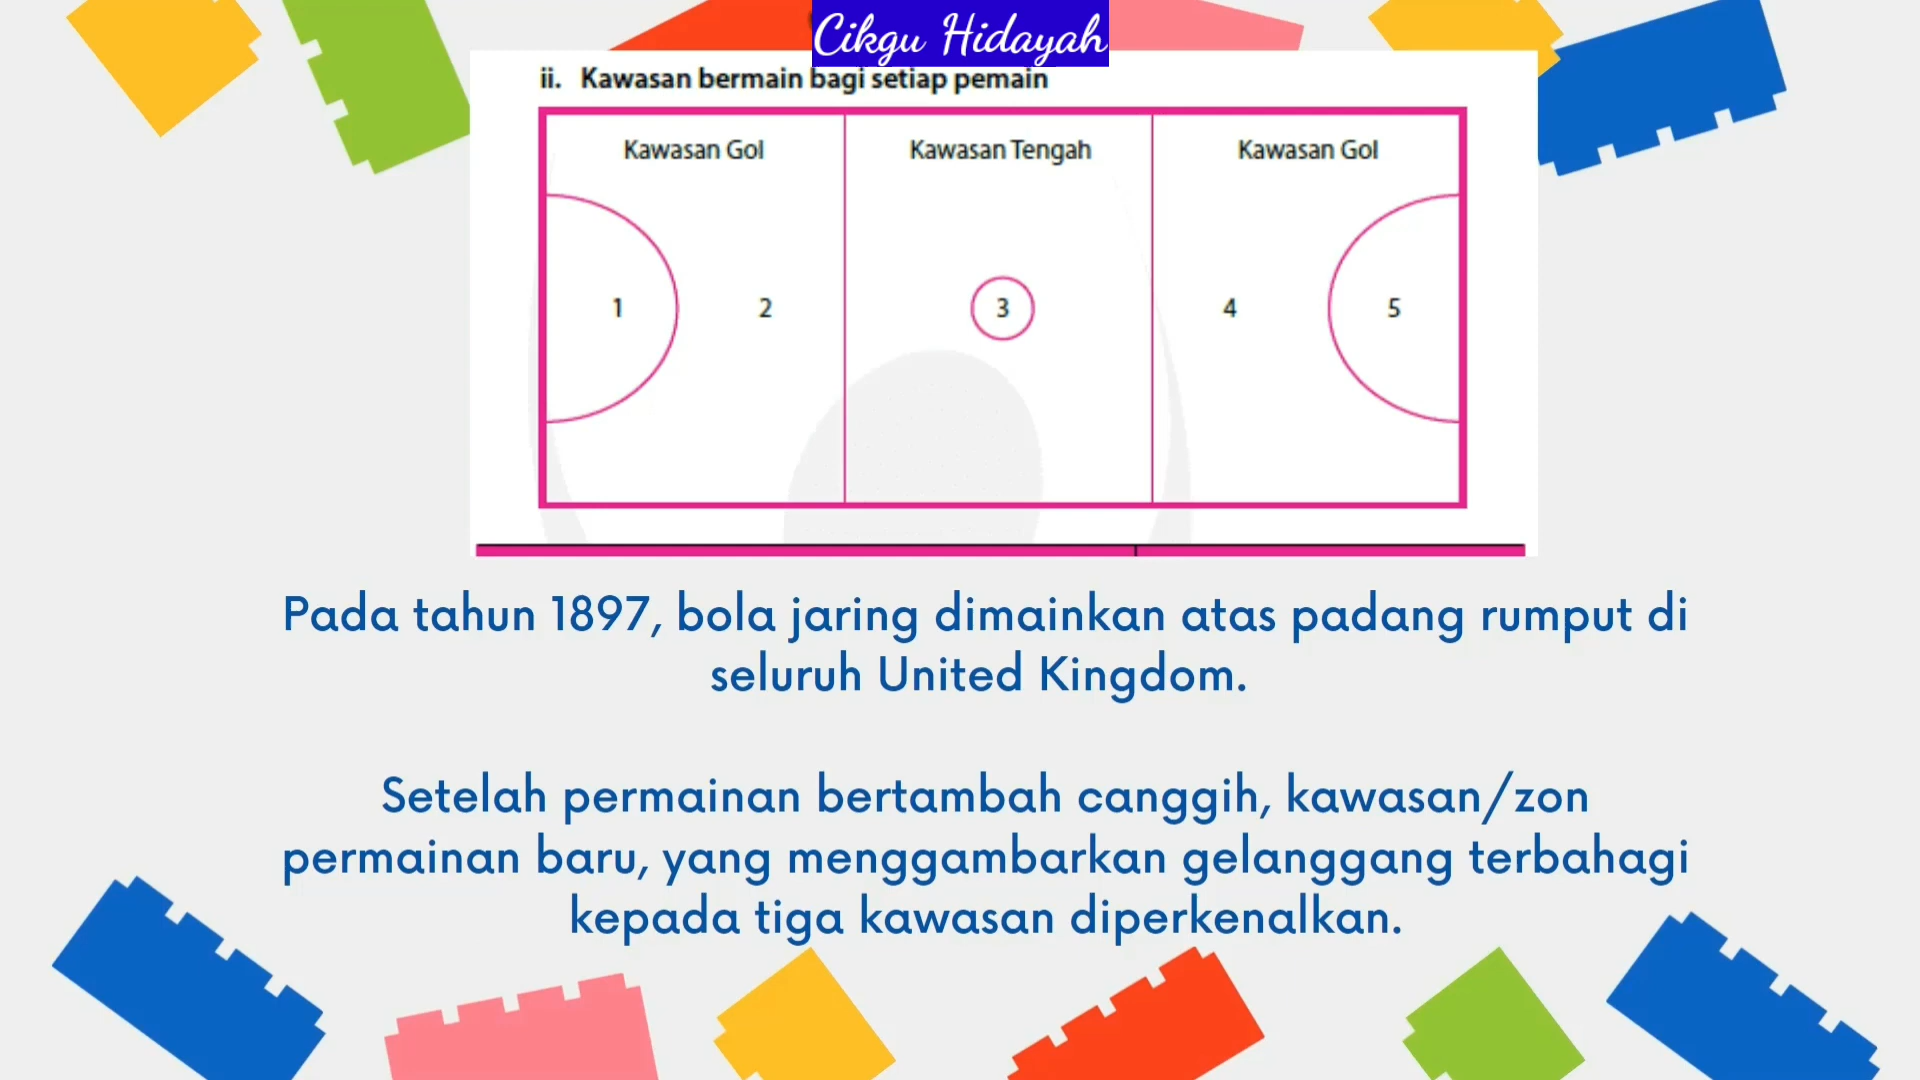 Cikgu Hidayah
ii. Kawasan bermain bagi setiap pemain
Kawasan Gol Kawasan Tengah Kawasan Gol
1 2 3 4 5
Pada tahun 1897, bola jaring dimainkan atas padang rumput di
seluruh United Kingdom.
Setelah permainan bertambah canggih, kawasan/zon
permainan baru, yang menggambarkan gelanggang terbahagi
kepada tiga kawasan diperkenalkan.